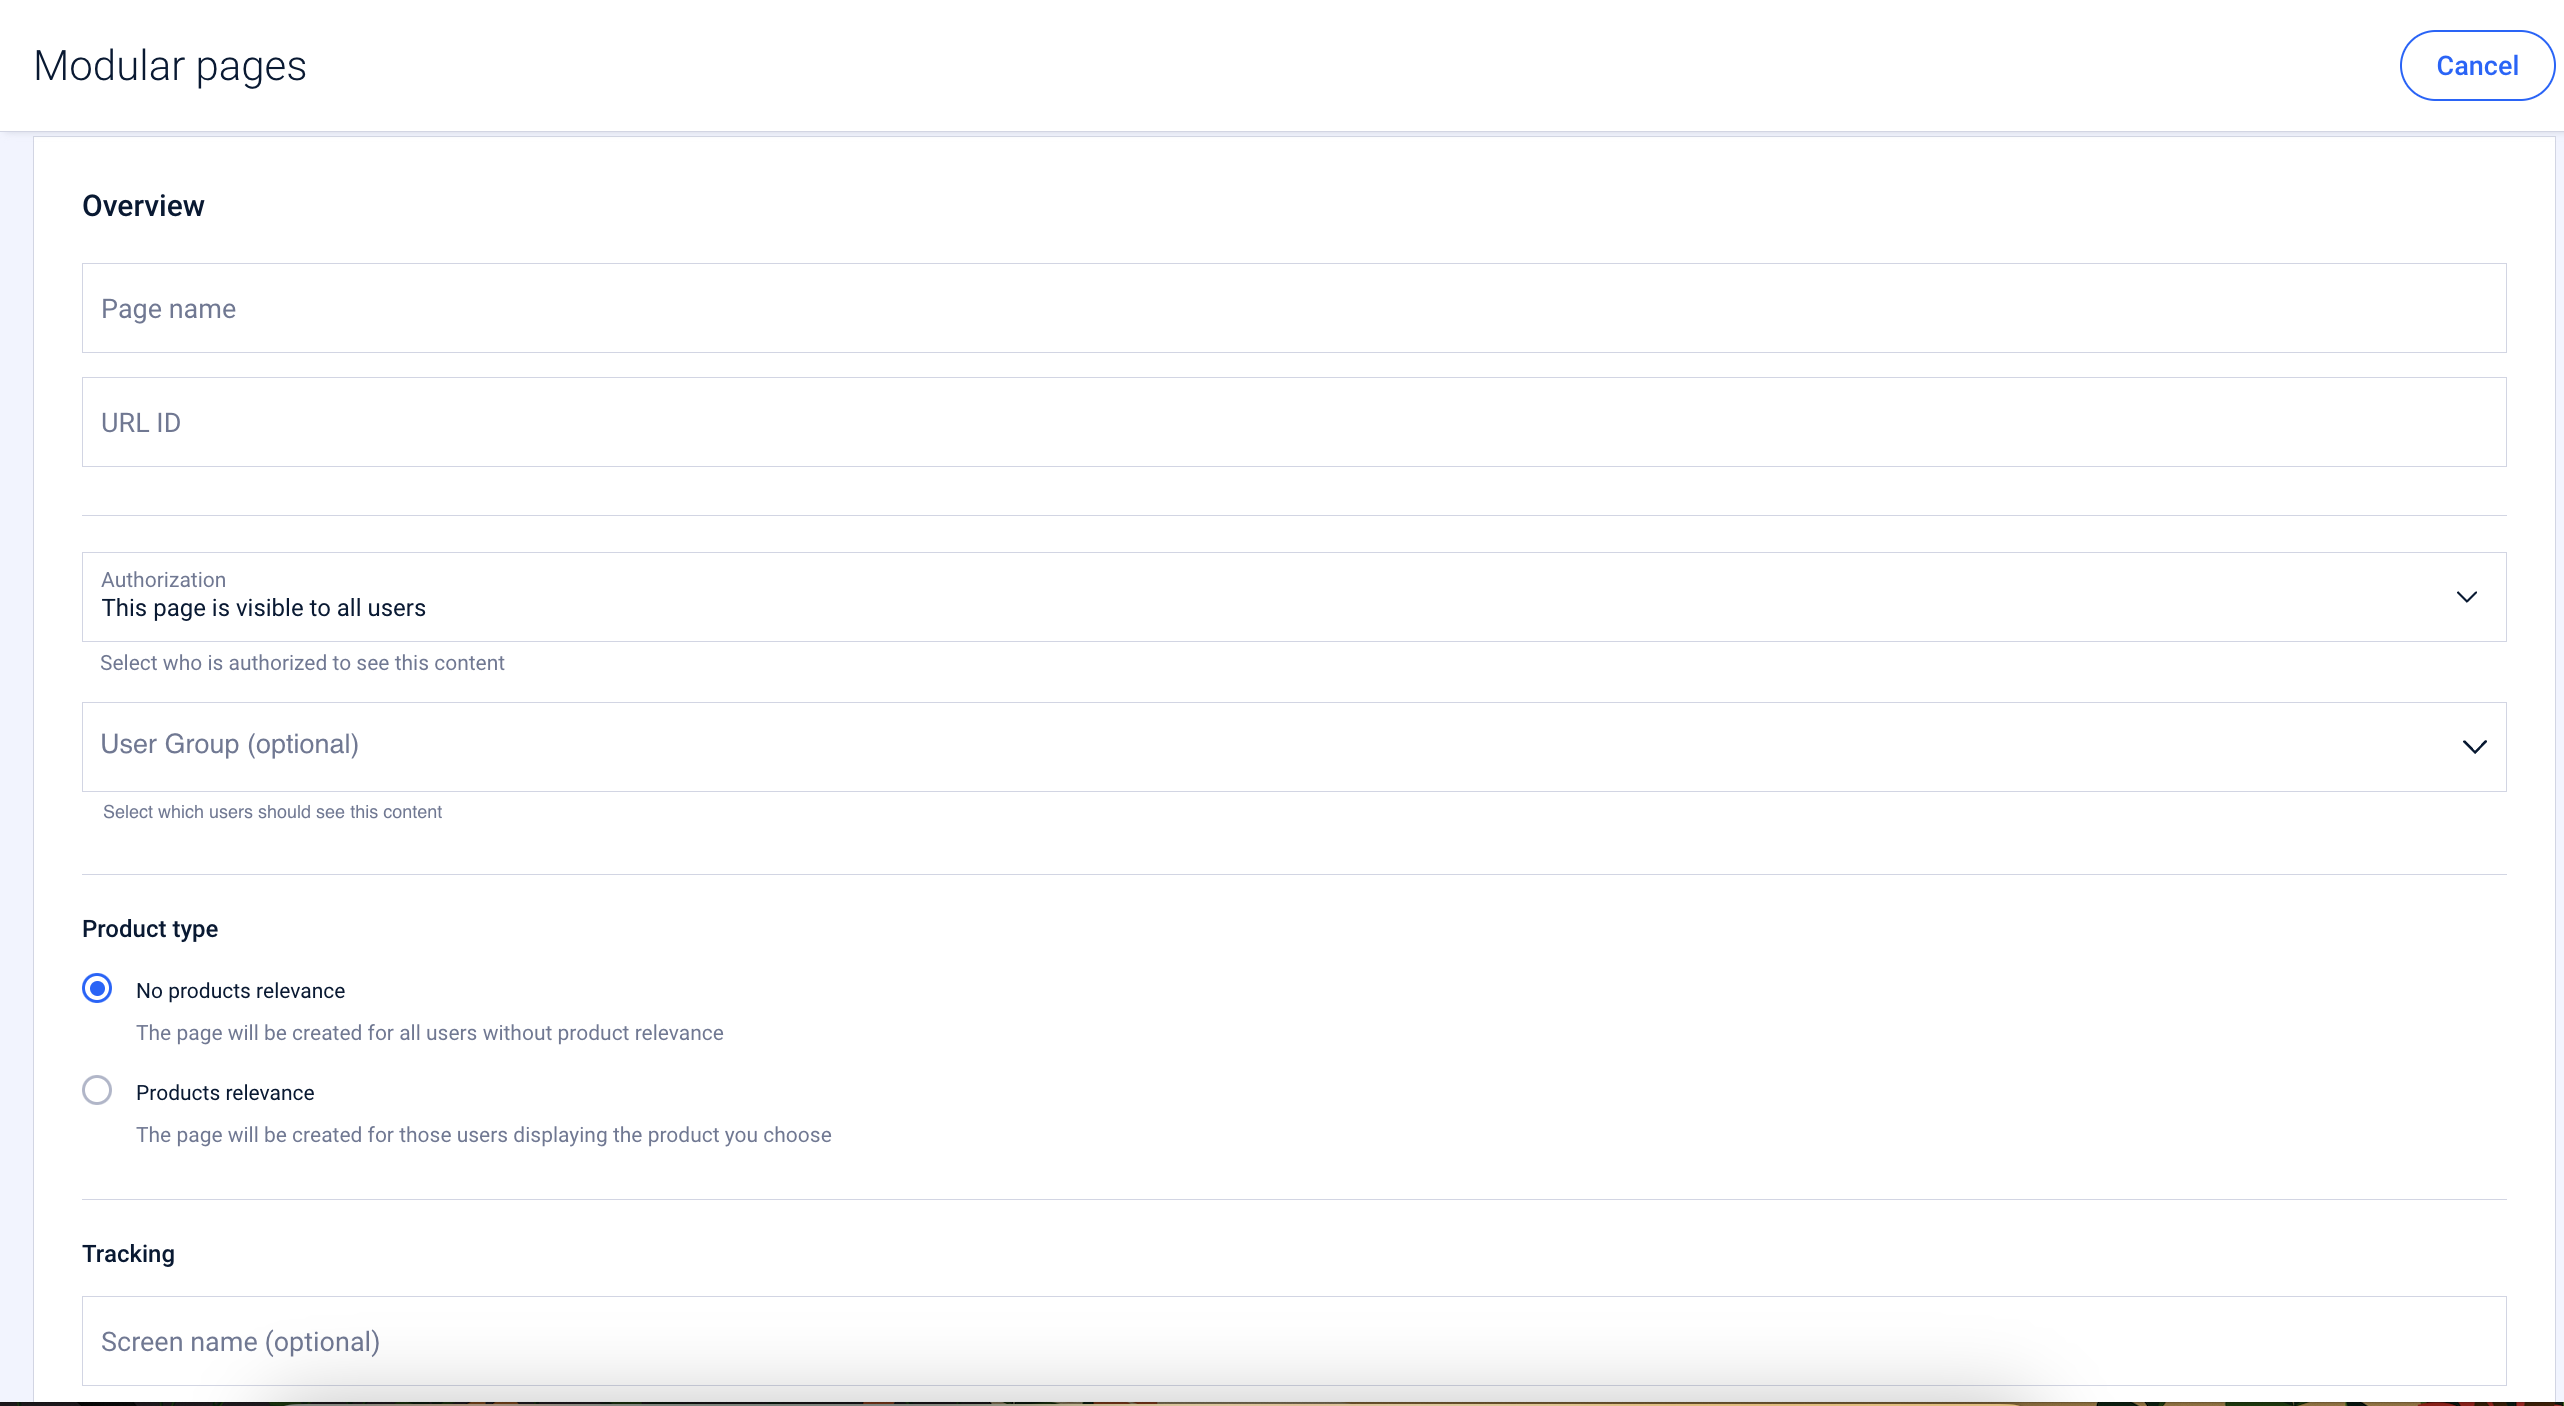 Modular pages
Cancel
Overview
Page name
URL ID
Authorization
This page is visible to all users
Select who is authorized to see this content
User Group (optional)
Select which users should see this content
Product type
No products relevance
The page will be created for all users without product relevance
Products relevance
The page will be created for those users displaying the product you choose
Tracking
Screen name (optional)